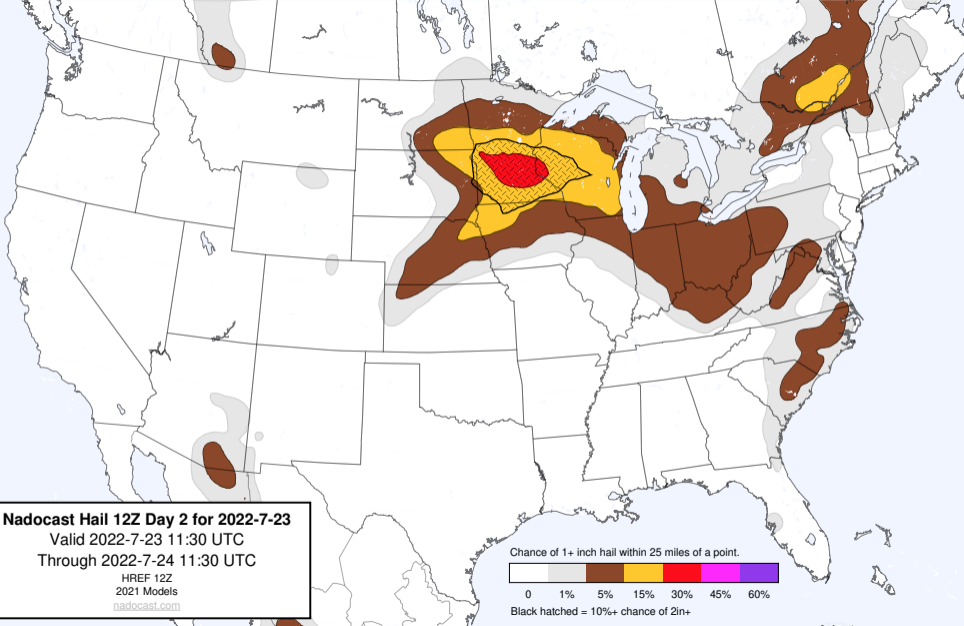 Nadocast Hail 12Z Day 2 for 2022-7-23
Valid 2022-7-23 11:30 UTC
Through 2022-7-24 11:30 UTC
HREF 12Z
2021 Models
nadocast.com
Chance of 1+ inch hail within 25 miles of a point.
0 1% 5% 15% 30% 45% 60%
Black hatched = 10%+ chance of 2in+